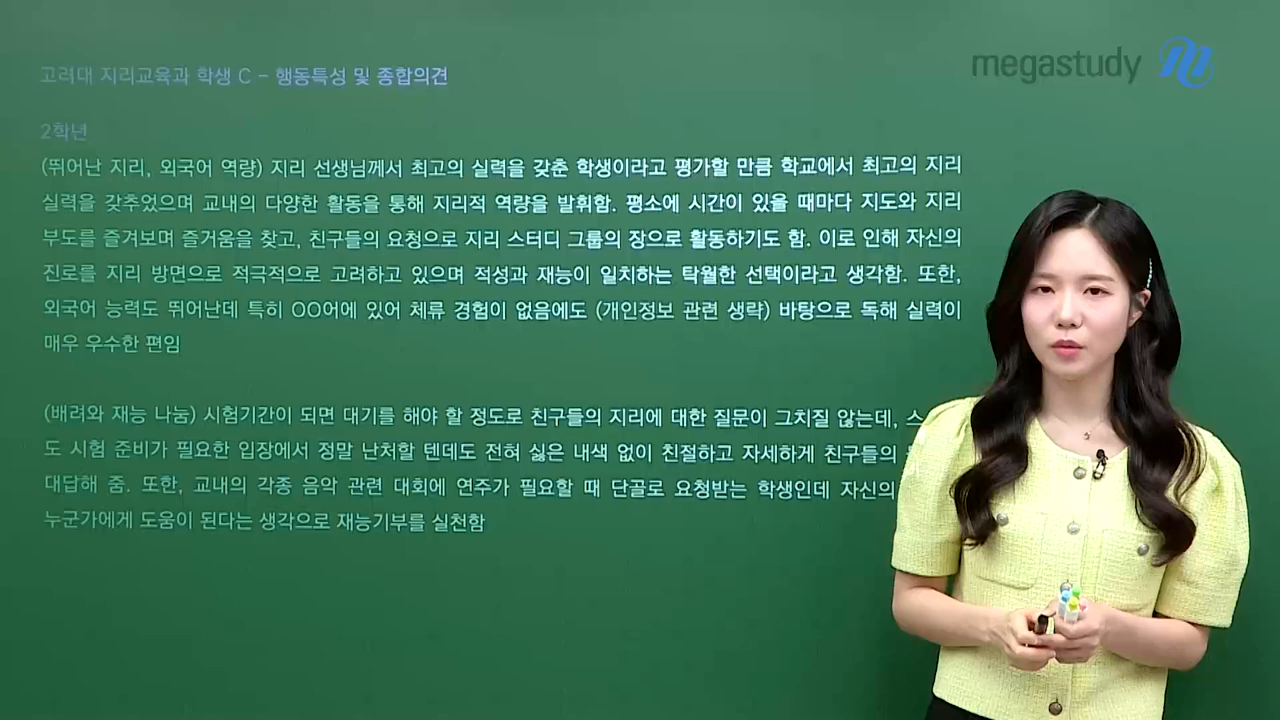 고려대 지리교육과 학생 C - 행동특성 및 종합의견
megastudy
2학년
(뛰어난 지리, 외국어 역량) 지리 선생님께서 최고의 실력을 갖춘 학생이라고 평가할 만큼 학교에서 최고의 지리
실력을 갖추었으며 교내의 다양한 활동을 통해 지리적 역량을 발휘함. 평소에 시간이 있을 때마다 지도와 지리
부도를 즐겨보며 즐거움을 찾고, 친구들의 요청으로 지리 스터디 그룹의 장으로 활동하기도 함. 이로 인해 자신의
진로를 지리 방면으로 적극적으로 고려하고 있으며 적성과 재능이 일치하는 탁월한 선택이라고 생각함. 또한,
외국어 능력도 뛰어난데 특히 OO어에 있어 체류 경험이 없음에도 (개인정보 관련 생략) 바탕으로 독해 실력이
매우 우수한 편임
(배려와 재능 나눔) 시험기간이 되면 대기를 해야 할 정도로 친구들의 지리에 대한 질문이 그치질 않는데,
도 시험 준비가 필요한 입장에서 정말 난처할 텐데도 전혀 싫은 내색 없이 친절하고 자세하게 친구들의
대답해 줌. 또한, 교내의 각종 음악 관련 대회에 연주가 필요할 때 단골로 요청받는 학생인데 자신의
누군가에게 도움이 된다는 생각으로 재능기부를 실천함